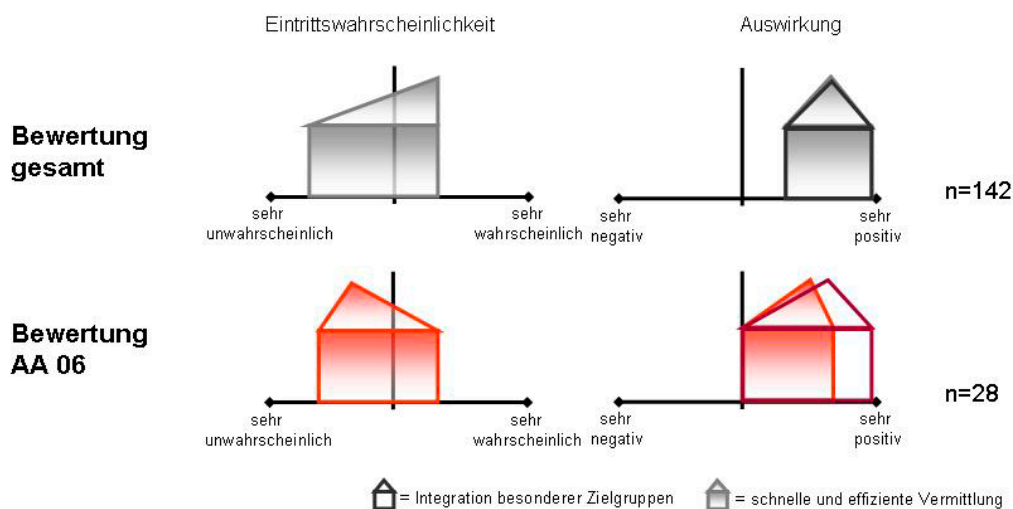 Eintrittswahrscheinlichkeit
Auswirkung
Bewertung
gesamt
n=142
sehr
unwahrscheinlich
sehr
wahrscheinlich
sehr
negativ
sehr
positiv
Bewertung
AA 06
n=28
sehr
unwahrscheinlich
sehr
wahrscheinlich
sehr
negativ
sehr
positiv
= Integration besonderer Zielgruppen
= schnelle und effiziente Vermittlung